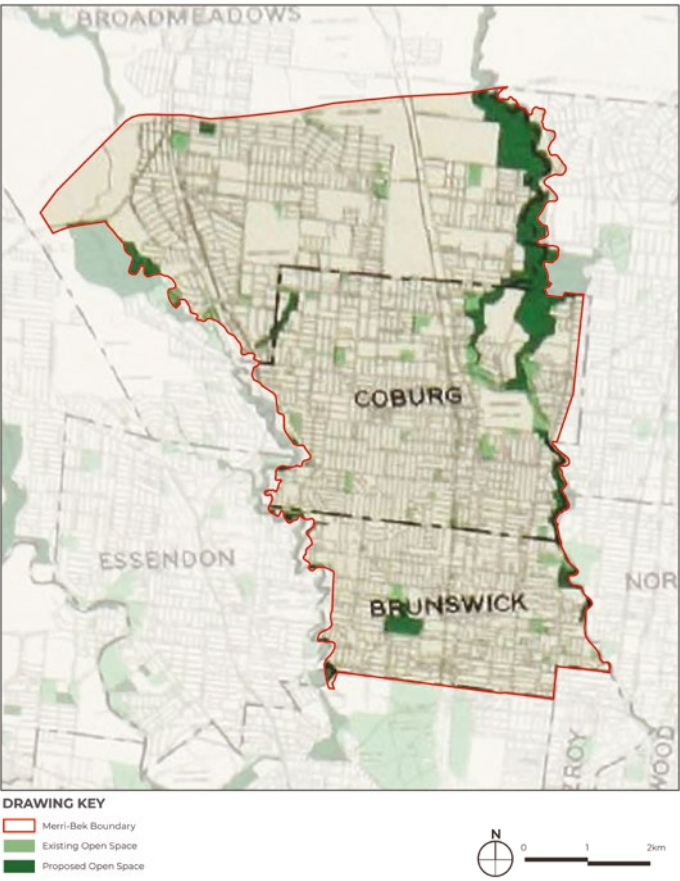 BROADMEADOWS
COBURG
ESSENDON
BRUNSWICK
NOR
ZROY
WOOD
DRAWING KEY
Merri-Bek Boundary
Existing Open Space
Proposed Open Space
N
0 1 2km